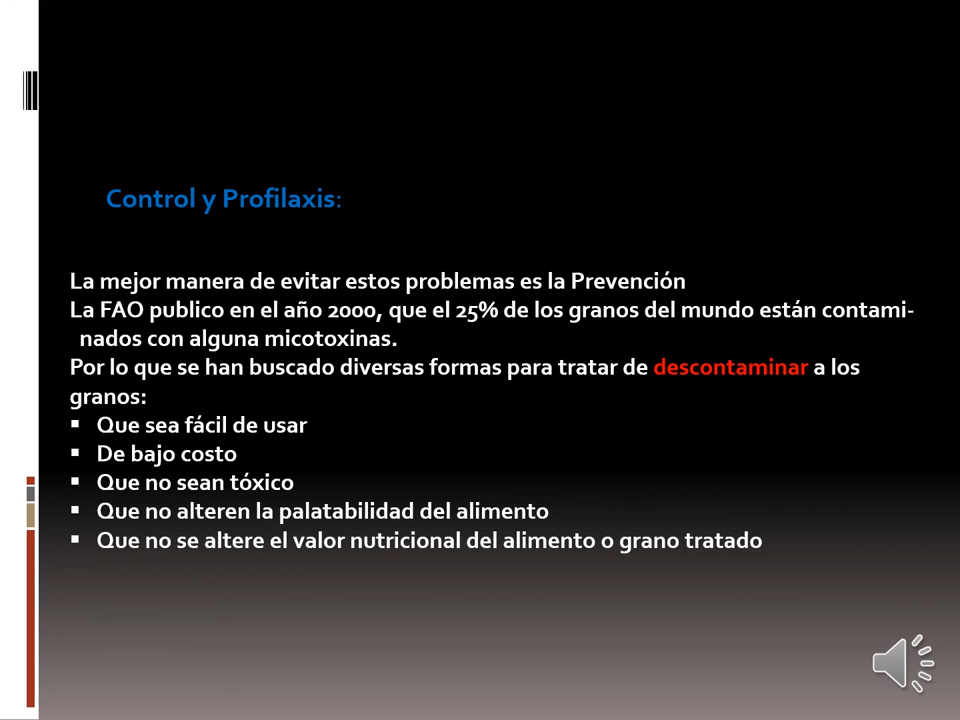 Control y Profilaxis:
La mejor manera de evitar estos problemas es la Prevención
La FAO publico en el año 2000, que el 25% de los granos del mundo están contami-
nados con alguna micotoxinas.
Por lo que se han buscado diversas formas para tratar de descontaminar a los
granos:
▪ Que sea fácil de usar
▪ De bajo costo
▪ Que no sean tóxico
▪ Que no alteren la palatabilidad del alimento
▪ Que no se altere el valor nutricional del alimento o grano tratado